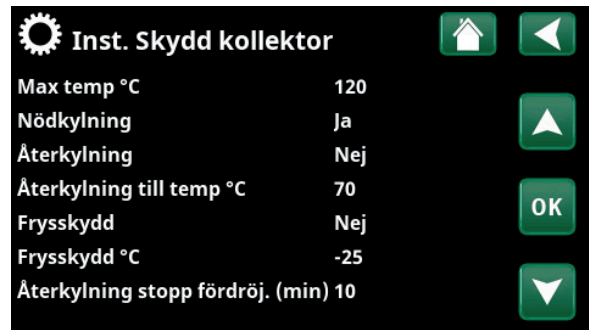 Inst. Skydd kollektor
Max temp °C 120
Nödkylning Ja
Återkylning Nej
Återkylning till temp °C 70
Frysskydd Nej
OK
Frysskydd °C -25
Återkylning stopp fördröj. (min) 10